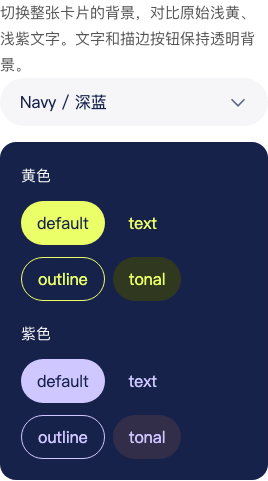 切换整张卡片的背景，对比原始浅黄、
浅紫文字。文字和描边按钮保持透明背
景。
Navy / 深蓝
黄色
default text
outline tonal
紫色
default text
outline tonal